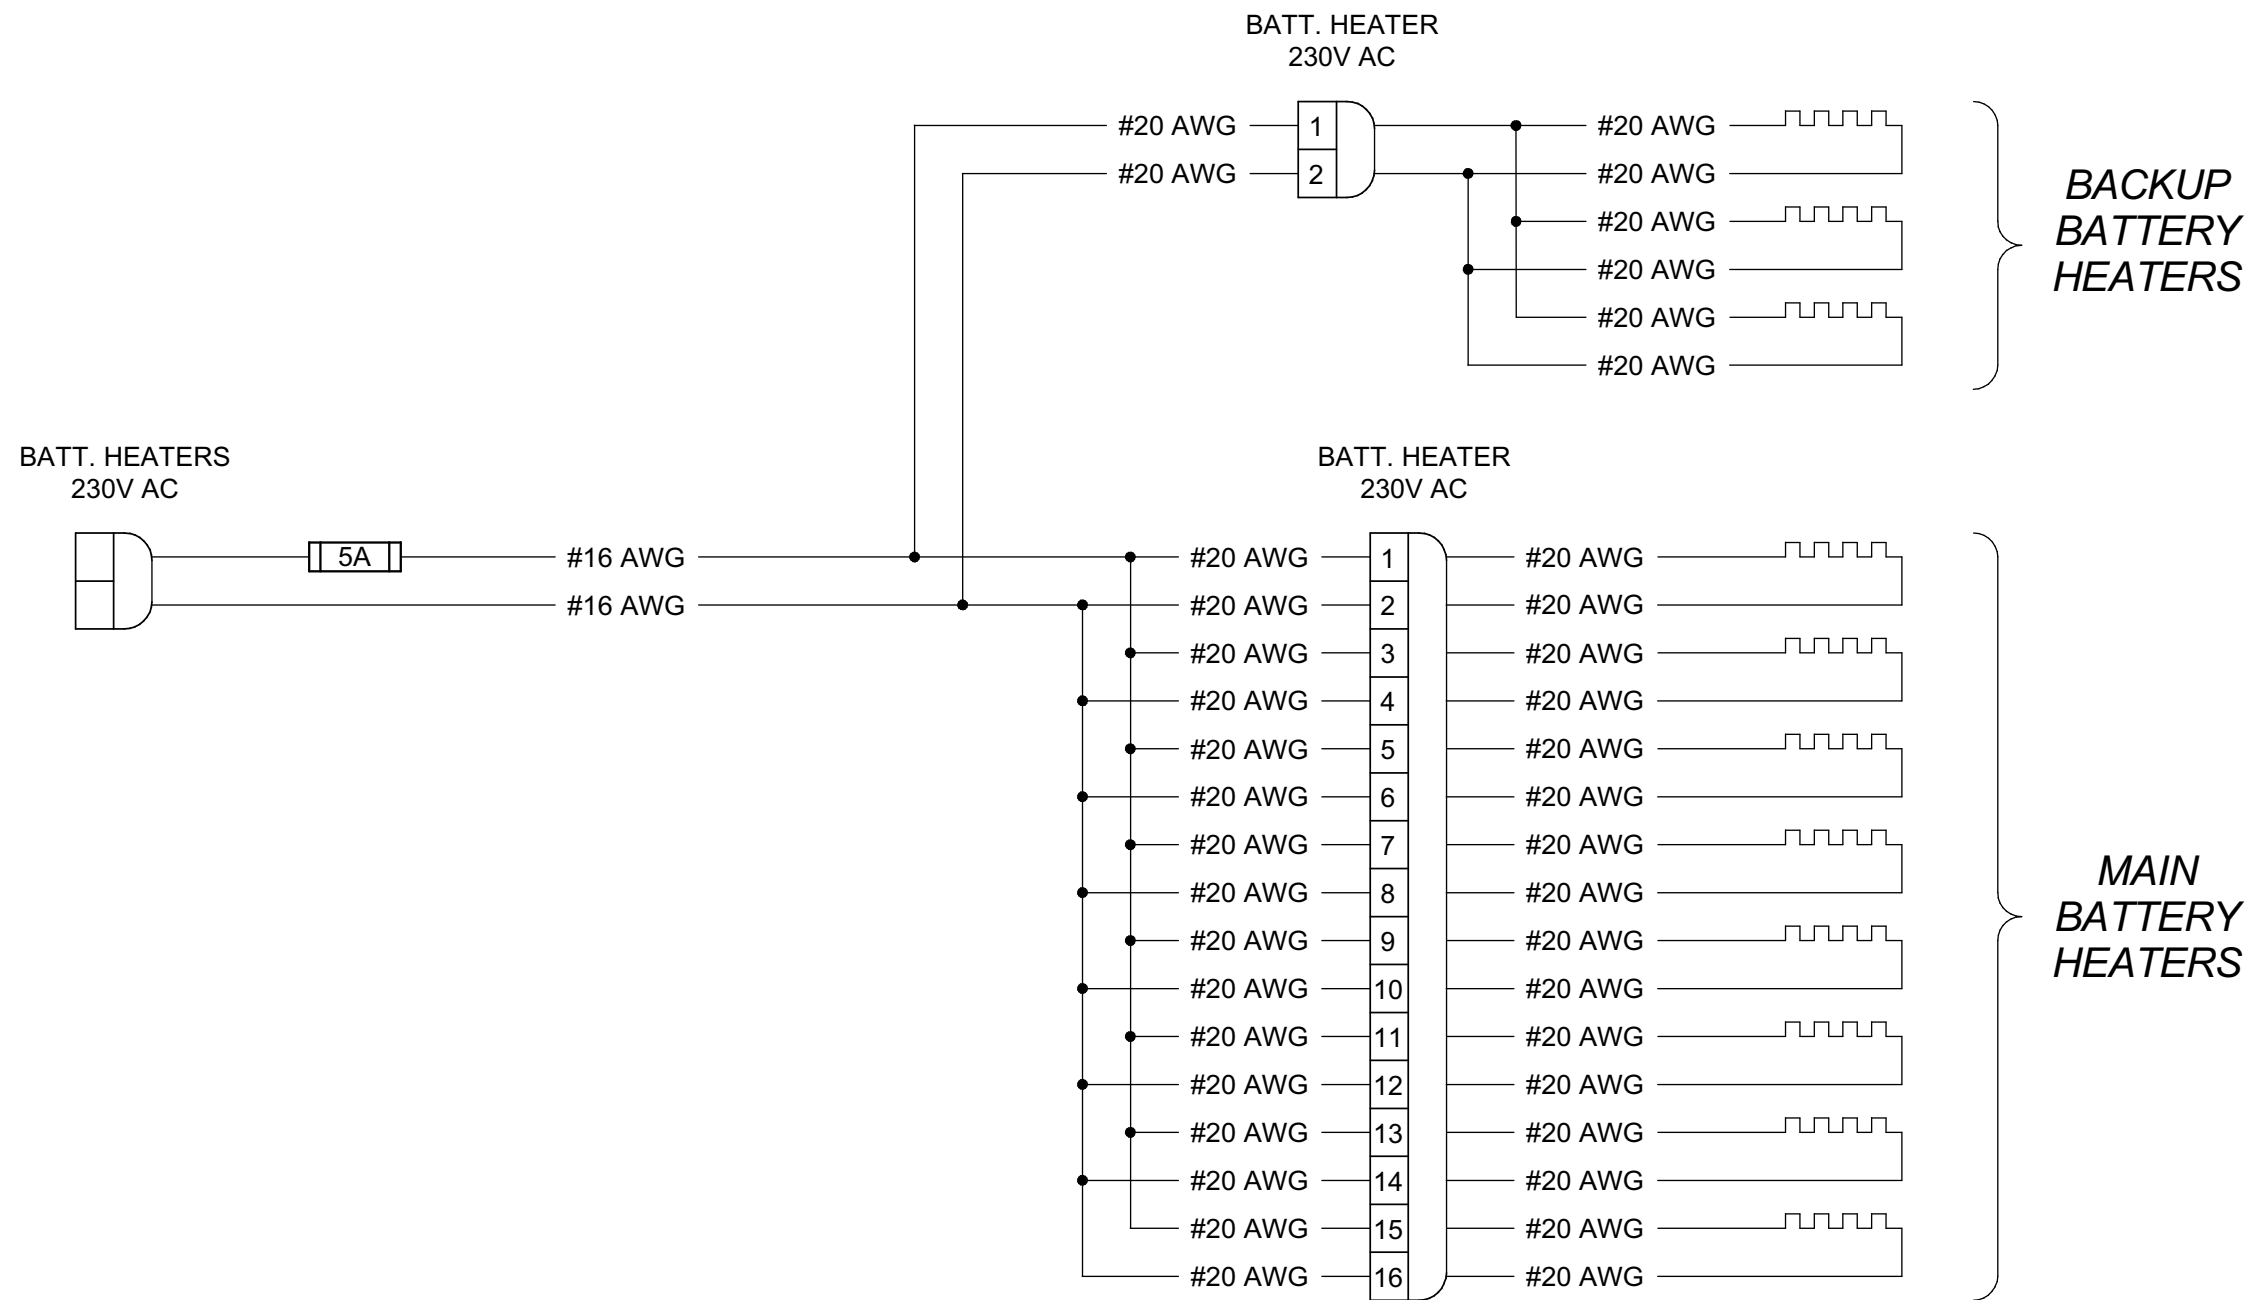 BATT. HEATER
230V AC
#20 AWG 1 #20 AWG
#20 AWG 2 #20 AWG
#20 AWG
#20 AWG
#20 AWG
#20 AWG
BACKUP
BATTERY
HEATERS
BATT. HEATERS
230V AC
5A #16 AWG
#16 AWG
BATT. HEATER
230V AC
#20 AWG 1 #20 AWG
#20 AWG 2 #20 AWG
#20 AWG 3 #20 AWG
#20 AWG 4 #20 AWG
#20 AWG 5 #20 AWG
#20 AWG 6 #20 AWG
#20 AWG 7 #20 AWG
#20 AWG 8 #20 AWG
#20 AWG 9 #20 AWG
#20 AWG 10 #20 AWG
#20 AWG 11 #20 AWG
#20 AWG 12 #20 AWG
#20 AWG 13 #20 AWG
#20 AWG 14 #20 AWG
#20 AWG 15 #20 AWG
#20 AWG 16 #20 AWG
MAIN
BATTERY
HEATERS